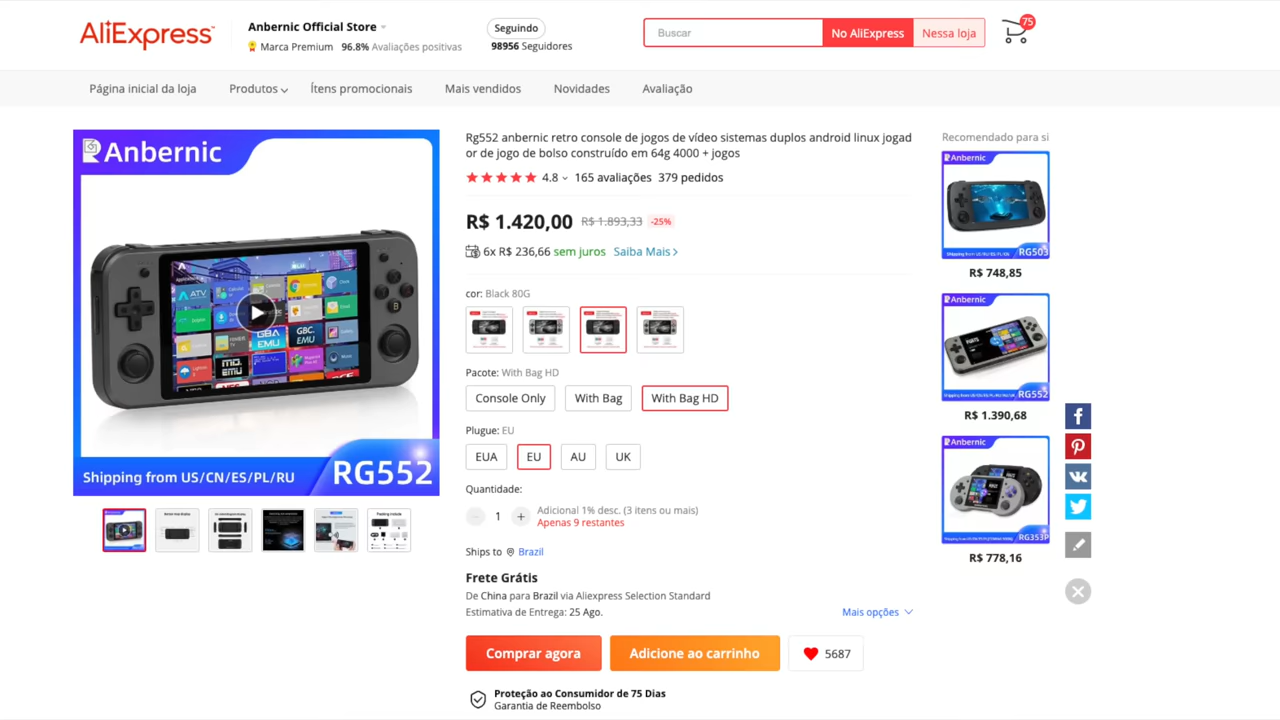 AliExpress
Anbernic Official Store
Marca Premium 96.8% Avaliações positivas
Seguindo
98956 Seguidores
Buscar
No AliExpress
Nessa loja
75
Página inicial da loja
Produtos
Ítens promocionais
Mais vendidos
Novidades
Avaliação
Anbernic
ATV
GBA EMU
GBC. EMU
B
Shipping from US/CN/ES/PL/RU
RG552
Rg552 anbernic retro console de jogos de vídeo sistemas duplos android linux jogad
or de jogo de bolso construído em 64g 4000 + jogos
4.8
165 avaliações
379 pedidos
R$ 1.420,00
R$ 1.893,33
-25%
6x R$ 236,66 sem juros
Saiba Mais
cor: Black 80G
Pacote: With Bag HD
Console Only
With Bag
With Bag HD
Plugue: EU
EUA
EU
AU
UK
Quantidade:
− 1 +
Adicional 1% desc. (3 itens ou mais)
Apenas 9 restantes
Ships to
Brazil
Frete Grátis
De China para Brazil via Aliexpress Selection Standard
Estimativa de Entrega: 25 Ago.
Mais opções
Comprar agora
Adicione ao carrinho
5687
Proteção ao Consumidor de 75 Dias
Garantia de Reembolso
Recomendado para si
Anbernic
RG503
R$ 748,85
Anbernic
RG552
R$ 1.390,68
Anbernic
RG353P
R$ 778,16